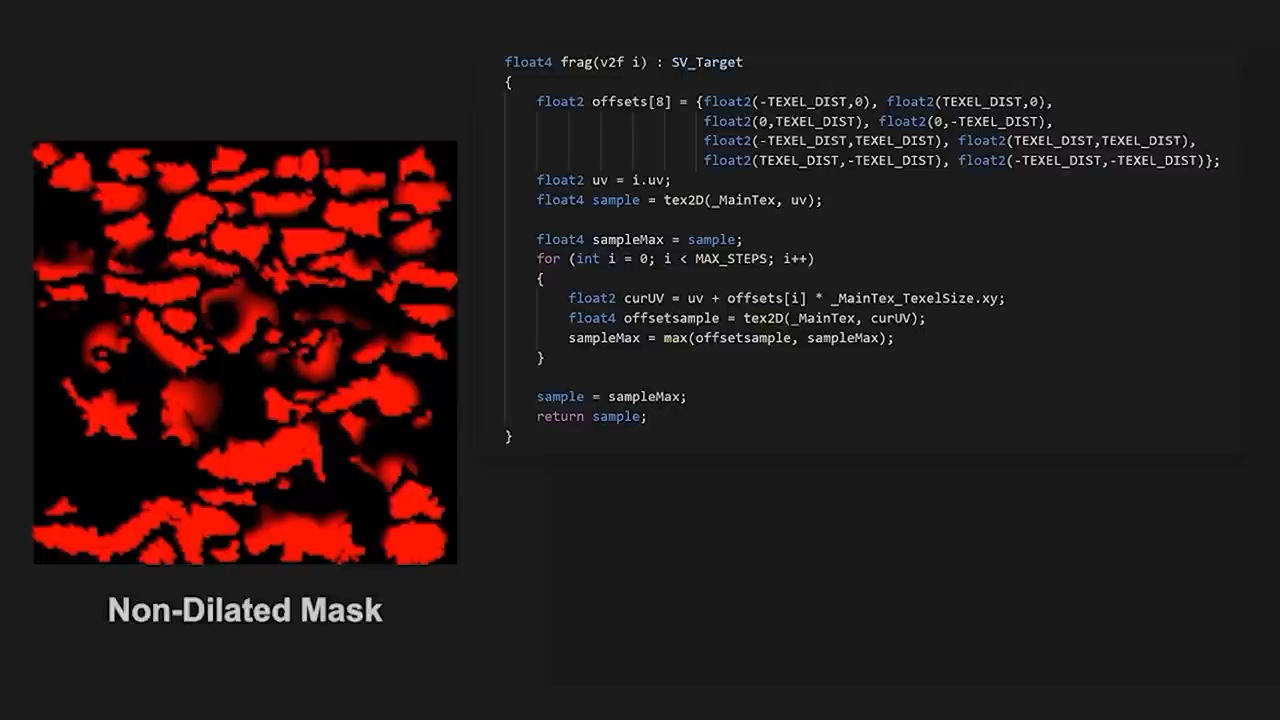 float4 frag(v2f i) : SV_Target
{
float2 offsets[8] = {float2(-TEXEL_DIST,0), float2(TEXEL_DIST,0),
float2(0,TEXEL_DIST), float2(0,-TEXEL_DIST),
float2(-TEXEL_DIST,TEXEL_DIST), float2(TEXEL_DIST,TEXEL_DIST),
float2(TEXEL_DIST,-TEXEL_DIST), float2(-TEXEL_DIST,-TEXEL_DIST)};
float2 uv = i.uv;
float4 sample = tex2D(_MainTex, uv);
float4 sampleMax = sample;
for (int i = 0; i < MAX_STEPS; i++)
{
float2 curUV = uv + offsets[i] * _MainTex_TexelSize.xy;
float4 offsetsample = tex2D(_MainTex, curUV);
sampleMax = max(offsetsample, sampleMax);
}
sample = sampleMax;
return sample;
}
Non-Dilated Mask